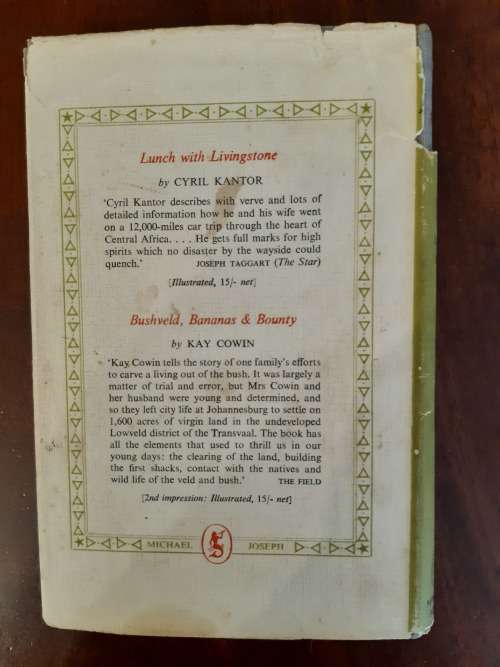 Lunch with Livingstone
by CYRIL KANTOR
'Cyril Kantor describes with verve and lots of
detailed information how he and his wife went
on a 12,000-miles car trip through the heart of
Central Africa. . . . He gets full marks for high
spirits which no disaster by the wayside could
quench.' JOSEPH TAGGART (The Star)
[Illustrated, 15/- net]
Bushveld, Bananas & Bounty
by KAY COWIN
'Kay Cowin tells the story of one family's efforts
to carve a living out of the bush. It was largely a
matter of trial and error, but Mrs Cowin and
her husband were young and determined, and
so they left city life at Johannesburg to settle on
1,600 acres of virgin land in the undeveloped
Lowveld district of the Transvaal. The book has
all the elements that used to thrill us in our
young days: the clearing of the land, building
the first shacks, contact with the natives and
wild life of the veld and bush.' THE FIELD
[2nd impression: Illustrated, 15/- net]
MICHAEL JOSEPH